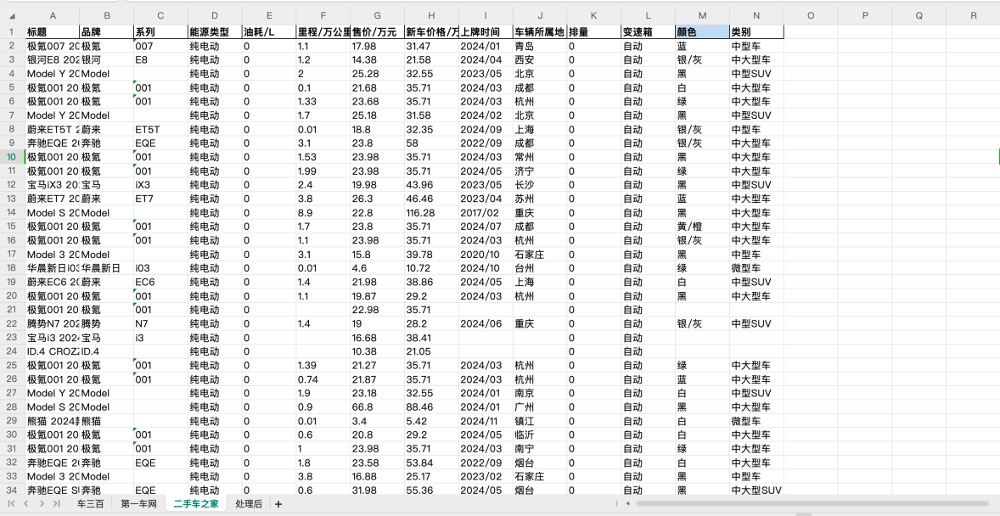 A B C D E F G H I J K L M N O P Q R
1 标题 品牌 系列 能源类型 油耗/L 里程/万公里 售价/万元 新车价格/万 上牌时间 车辆所属地 排量 变速箱 颜色 类别
2 极氪007 20 极氪 007 纯电动 0 1.1 17.98 31.47 2024/01 青岛 0 自动 蓝 中型车
3 银河E8 202 银河 E8 纯电动 0 1.2 14.38 21.58 2024/04 西安 0 自动 银/灰 中大型车
4 Model Y 20 Model 纯电动 0 2 25.28 32.55 2023/05 北京 0 自动 黑 中型SUV
5 极氪001 20 极氪 001 纯电动 0 0.1 21.68 35.71 2024/03 成都 0 自动 白 中大型车
6 极氪001 20 极氪 001 纯电动 0 1.33 23.68 35.71 2024/03 杭州 0 自动 绿 中大型车
7 Model Y 20 Model 纯电动 0 1.7 25.18 31.58 2024/02 北京 0 自动 黑 中型SUV
8 蔚来ET5T 2 蔚来 ET5T 纯电动 0 0.01 18.8 32.35 2024/09 上海 0 自动 银/灰 中型车
9 奔驰EQE 20 奔驰 EQE 纯电动 0 3.1 23.8 58 2022/09 成都 0 自动 银/灰 中大型车
10 极氪001 20 极氪 001 纯电动 0 1.53 23.98 35.71 2024/03 常州 0 自动 黑 中大型车
11 极氪001 20 极氪 001 纯电动 0 1.99 23.98 35.71 2024/05 济宁 0 自动 绿 中大型车
12 宝马iX3 20 宝马 iX3 纯电动 0 2.4 19.98 43.96 2023/05 长沙 0 自动 黑 中型SUV
13 蔚来ET7 20 蔚来 ET7 纯电动 0 3.8 26.3 46.46 2023/04 苏州 0 自动 蓝 中大型车
14 Model S 20 Model 纯电动 0 8.9 22.8 116.28 2017/02 重庆 0 自动 黑 中大型车
15 极氪001 20 极氪 001 纯电动 0 1.7 23.8 35.71 2024/07 成都 0 自动 黄/橙 中大型车
16 极氪001 20 极氪 001 纯电动 0 1.1 23.98 35.71 2024/03 杭州 0 自动 银/灰 中大型车
17 Model 3 20 Model 纯电动 0 3.1 15.8 39.78 2020/10 石家庄 0 自动 黑 中型车
18 华晨新日i03 华晨新日 i03 纯电动 0 0.01 4.6 10.72 2024/10 台州 0 自动 绿 微型车
19 蔚来EC6 20 蔚来 EC6 纯电动 0 1.4 21.98 38.86 2024/05 上海 0 自动 白 中型SUV
20 极氪001 20 极氪 001 纯电动 0 1.1 19.87 29.2 2024/03 杭州 0 自动 黑 中大型车
21 极氪001 20 极氪 001 纯电动 0 22.98 35.71 0 自动
22 腾势N7 202 腾势 N7 纯电动 0 1.4 19 28.2 2024/06 重庆 0 自动 银/灰 中型SUV
23 宝马i3 202 宝马 i3 纯电动 0 16.68 38.41 0 自动
24 ID.4 CROZ ID.4 纯电动 0 10.38 21.05 0 自动
25 极氪001 20 极氪 001 纯电动 0 1.39 21.27 35.71 2024/03 杭州 0 自动 绿 中大型车
26 极氪001 20 极氪 001 纯电动 0 0.74 21.87 35.71 2024/03 杭州 0 自动 蓝 中大型车
27 Model Y 20 Model 纯电动 0 1.9 23.18 32.55 2024/01 南京 0 自动 白 中型SUV
28 Model S 20 Model 纯电动 0 0.9 66.8 88.46 2024/01 广州 0 自动 黑 中大型车
29 熊猫 2024款 熊猫 纯电动 0 0.01 3.4 5.42 2024/11 镇江 0 自动 白 微型车
30 极氪001 20 极氪 001 纯电动 0 0.6 20.8 29.2 2024/05 临沂 0 自动 白 中大型车
31 极氪001 20 极氪 001 纯电动 0 1 23.98 35.71 2024/03 南宁 0 自动 绿 中大型车
32 奔驰EQE 20 奔驰 EQE 纯电动 0 1.8 23.58 53.84 2022/09 烟台 0 自动 白 中大型车
33 Model 3 20 Model 纯电动 0 3.8 16.88 25.17 2023/02 石家庄 0 自动 黑 中型车
34 奔驰EQE SU 奔驰 EQE 纯电动 0 0.6 31.98 55.36 2024/05 烟台 0 自动 黑 中大型SUV
车三百 第一车网 二手车之家 处理后 +